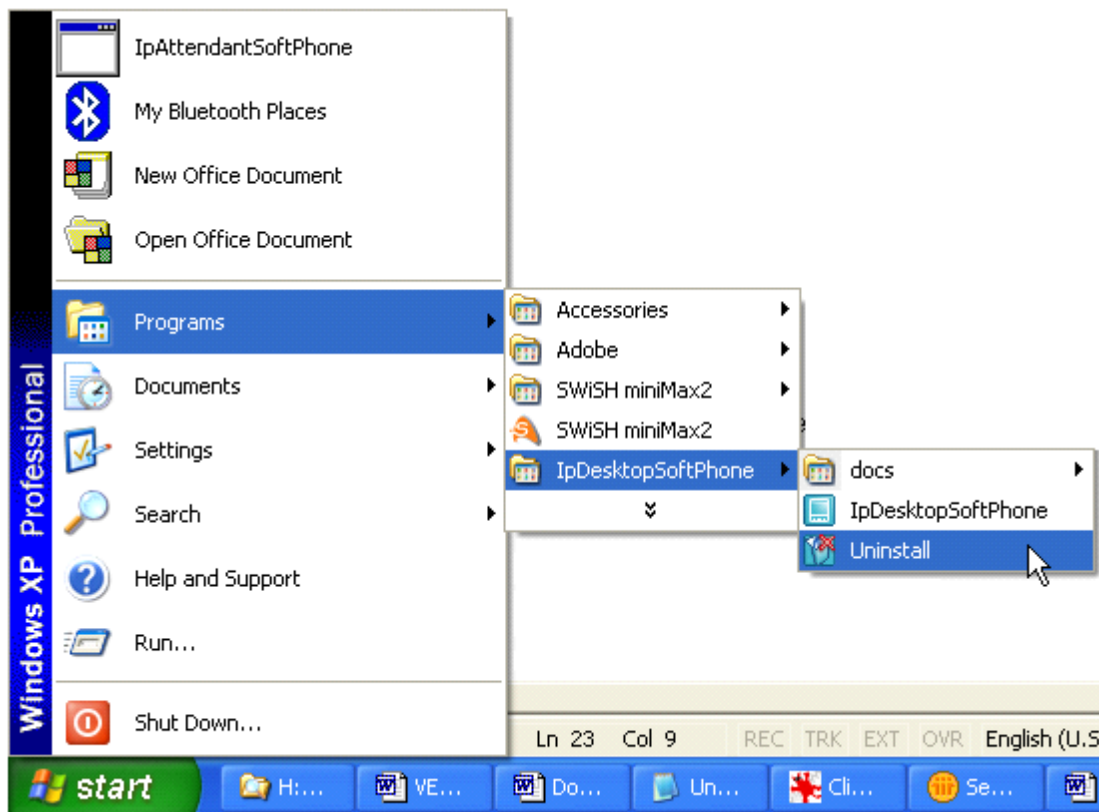 IpAttendantSoftPhone
My Bluetooth Places
New Office Document
Open Office Document
Programs
Documents
Settings
Search
Help and Support
Run...
Shut Down...
Windows XP Professional
Accessories
Adobe
SWiSH miniMax2
SWiSH miniMax2
IpDesktopSoftPhone
docs
IpDesktopSoftPhone
Uninstall
Ln 23 Col 9 REC TRK EXT OVR English (U.S
start H:... VE... Do... Un... Cli... Se...